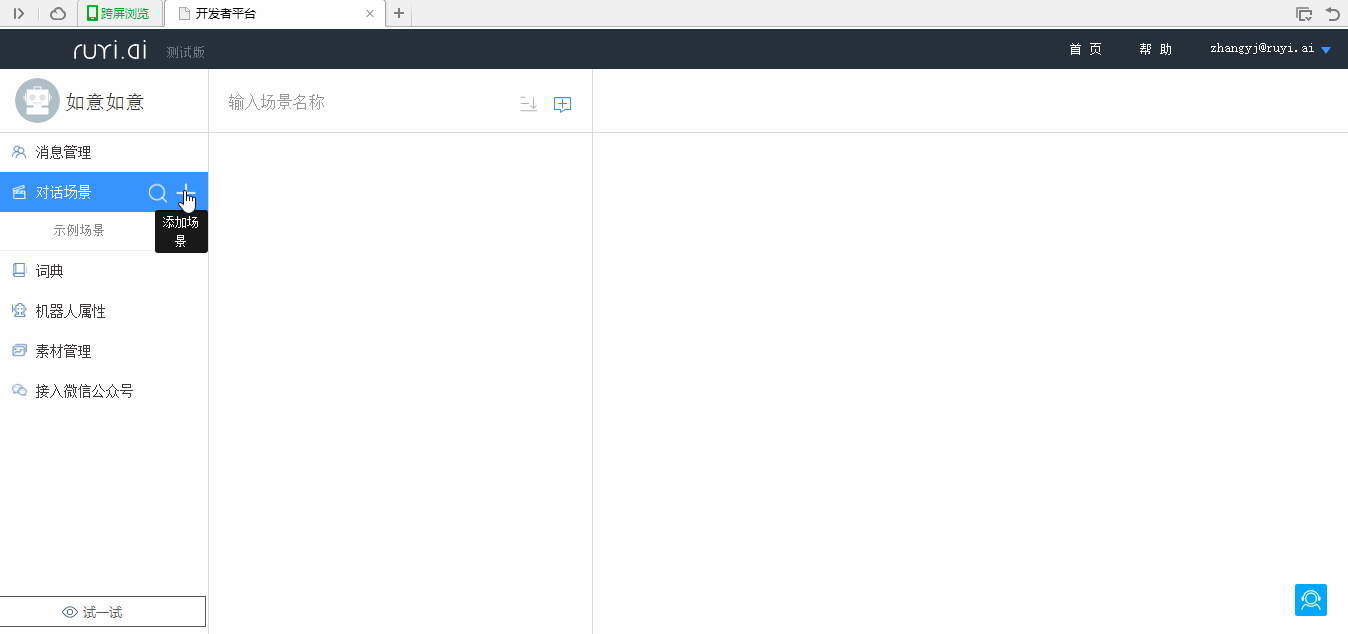 跨屏浏览
开发者平台
ruyi.ai 测试版
首 页
帮 助
zhangyj@ruyi.ai
如意如意
输入场景名称
消息管理
对话场景
添加场
景
示例场景
词典
机器人属性
素材管理
接入微信公众号
试一试